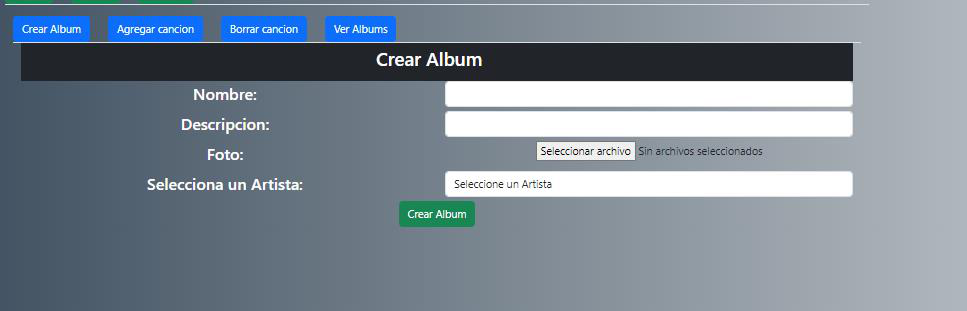 Crear Album Agregar cancion Borrar cancion Ver Albums
Crear Album
Nombre:
Descripcion:
Foto: Seleccionar archivo Sin archivos seleccionados
Selecciona un Artista: Seleccione un Artista
Crear Album